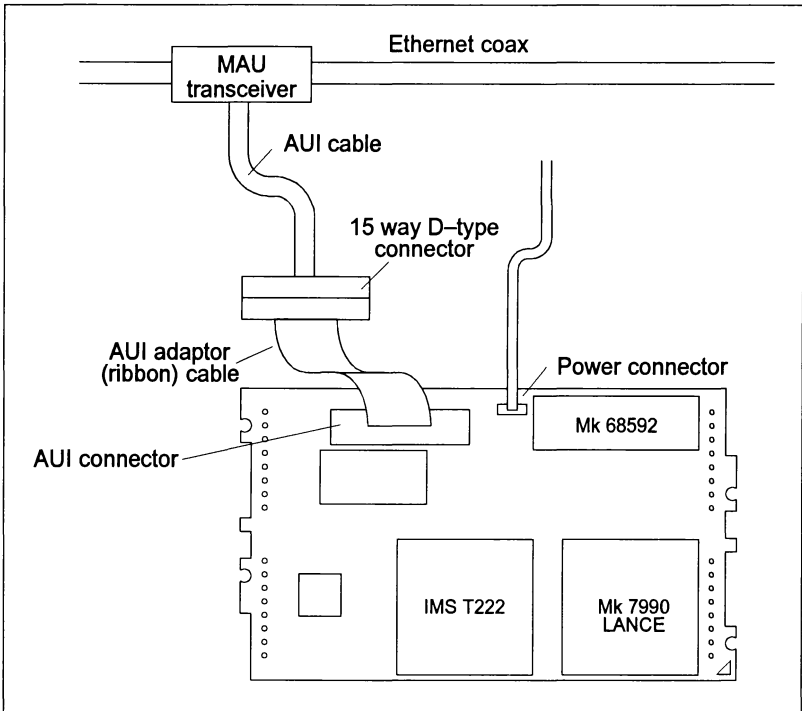 Ethernet coax
MAU
transceiver
AUI cable
15 way D–type
connector
AUI adaptor
(ribbon) cable
Power connector
Mk 68592
AUI connector
IMS T222
Mk 7990
LANCE